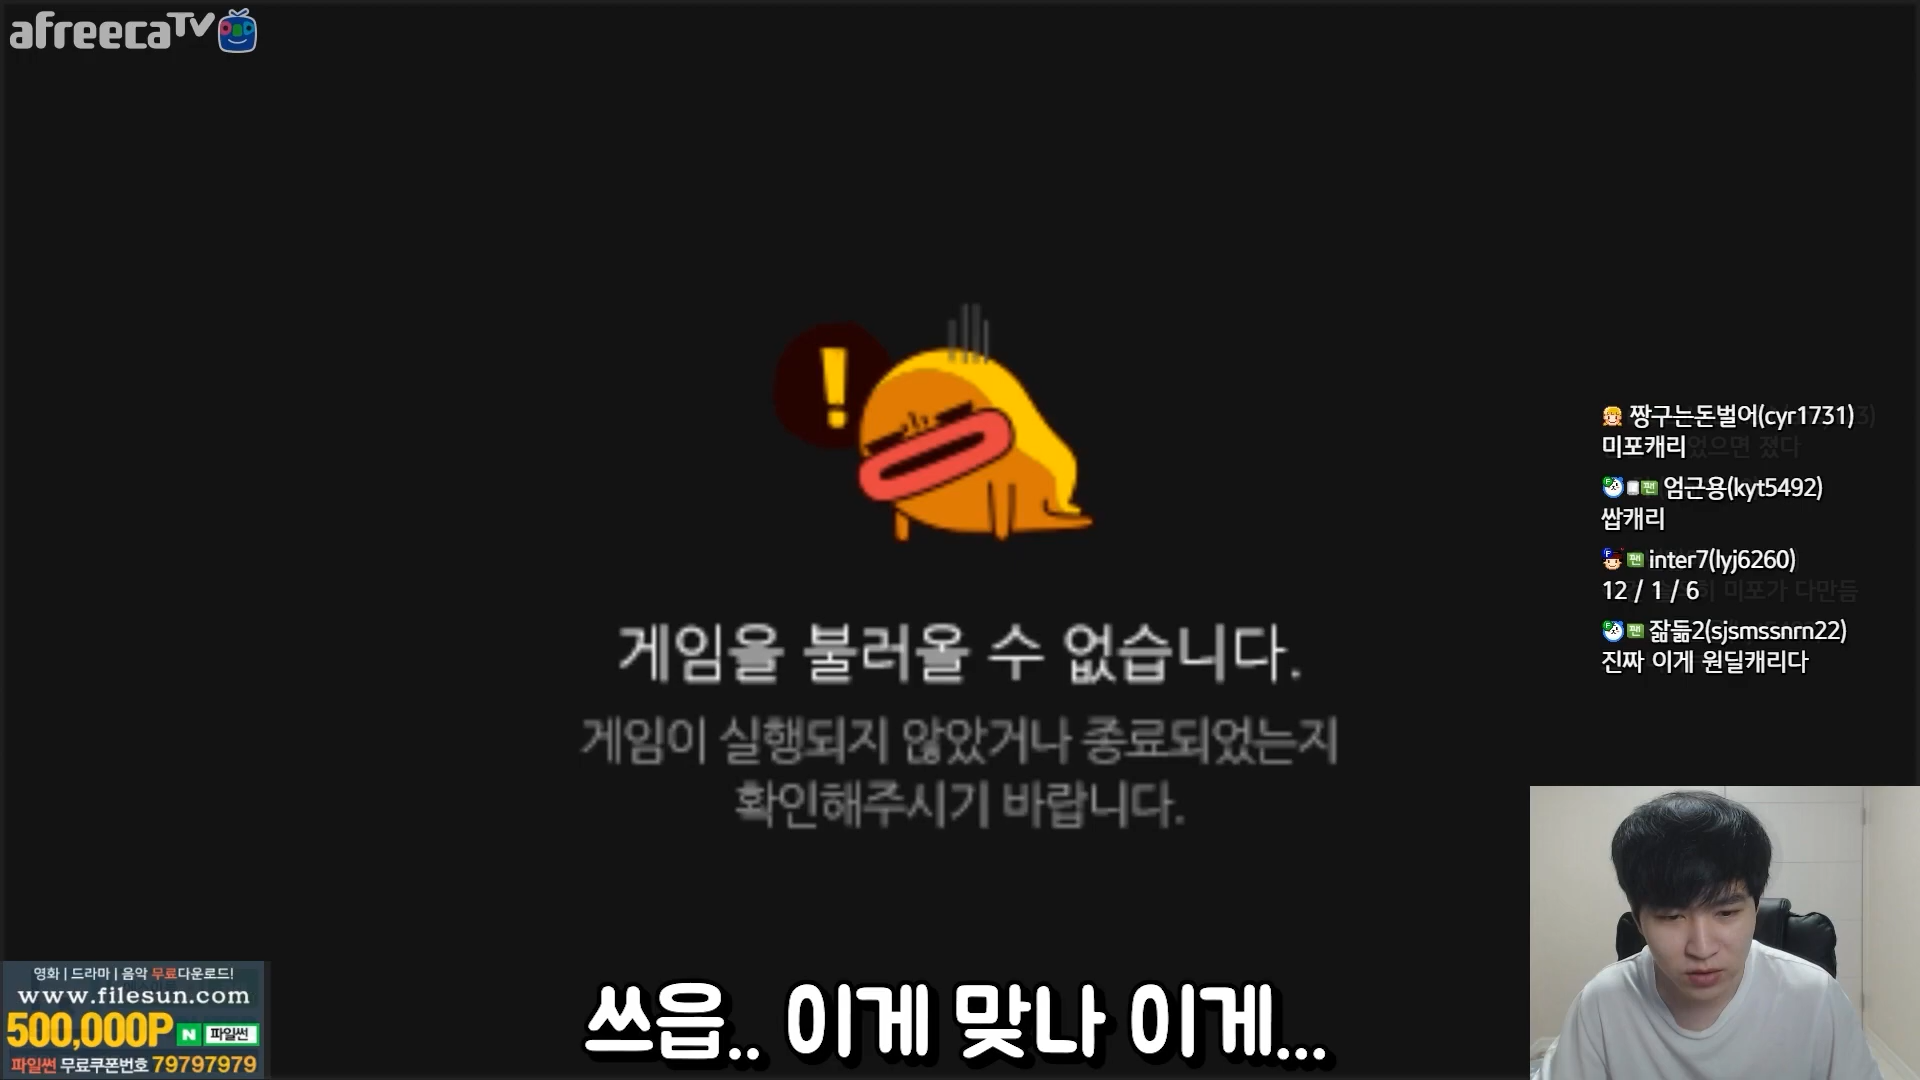 afreecaTV
!
게임을 불러올 수 없습니다.
게임이 실행되지 않았거나 종료되었는지
확인해주시기 바랍니다.
짱구는돈벌어(cyr1731)
미포캐리
팬 엄근용(kyt5492)
쌉캐리
팬 inter7(lyj6260)
12 / 1 / 6
팬 잚듦2(sjsmssnrn22)
진짜 이게 원딜캐리다
영화 | 드라마 | 음악 무료다운로드!
www.filesun.com
500,000P N 파일썬
파일썬 무료쿠폰번호 79797979
쓰읍.. 이게 맞나 이게...